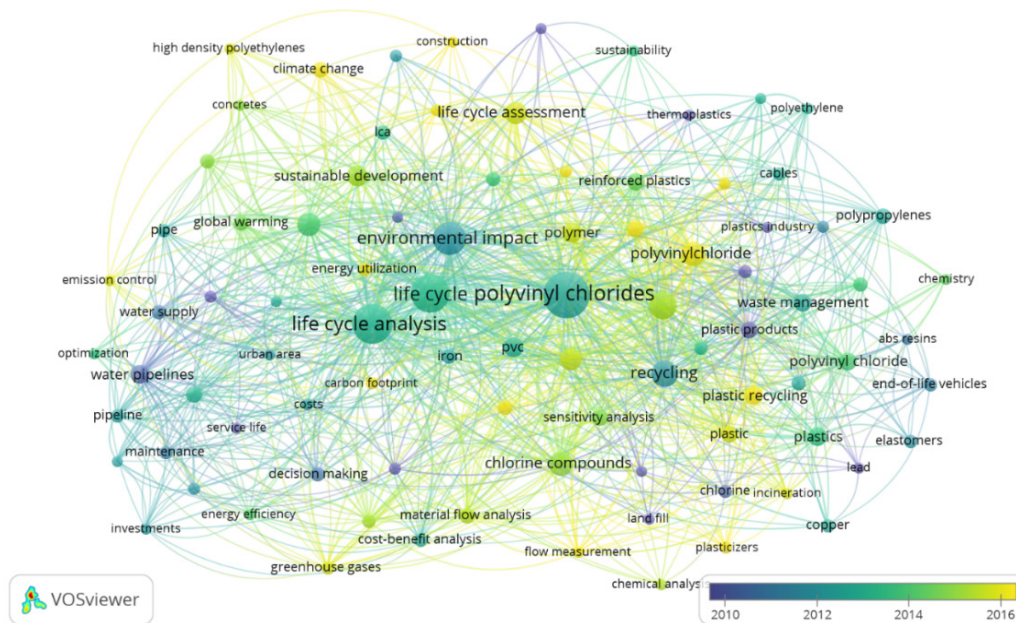 high density polyethylenes
construction
sustainability
climate change
concretes
life cycle assessment
thermoplastics
polyethylene
lca
sustainable development
reinforced plastics
cables
pipe
global warming
environmental impact
polymer
plastics industry
polypropylenes
polyvinylchloride
emission control
energy utilization
chemistry
life cycle
polyvinyl chlorides
water supply
life cycle analysis
plastic products
waste management
abs resins
optimization
urban area
iron
pvc
polyvinyl chloride
water pipelines
carbon footprint
recycling
end-of-life vehicles
plastic recycling
pipeline
costs
sensitivity analysis
service life
plastic
plastics
elastomers
maintenance
decision making
chlorine compounds
lead
chlorine
incineration
investments
energy efficiency
material flow analysis
land fill
copper
cost-benefit analysis
flow measurement
plasticizers
greenhouse gases
chemical analysis
VOSviewer
2010
2012
2014
2016